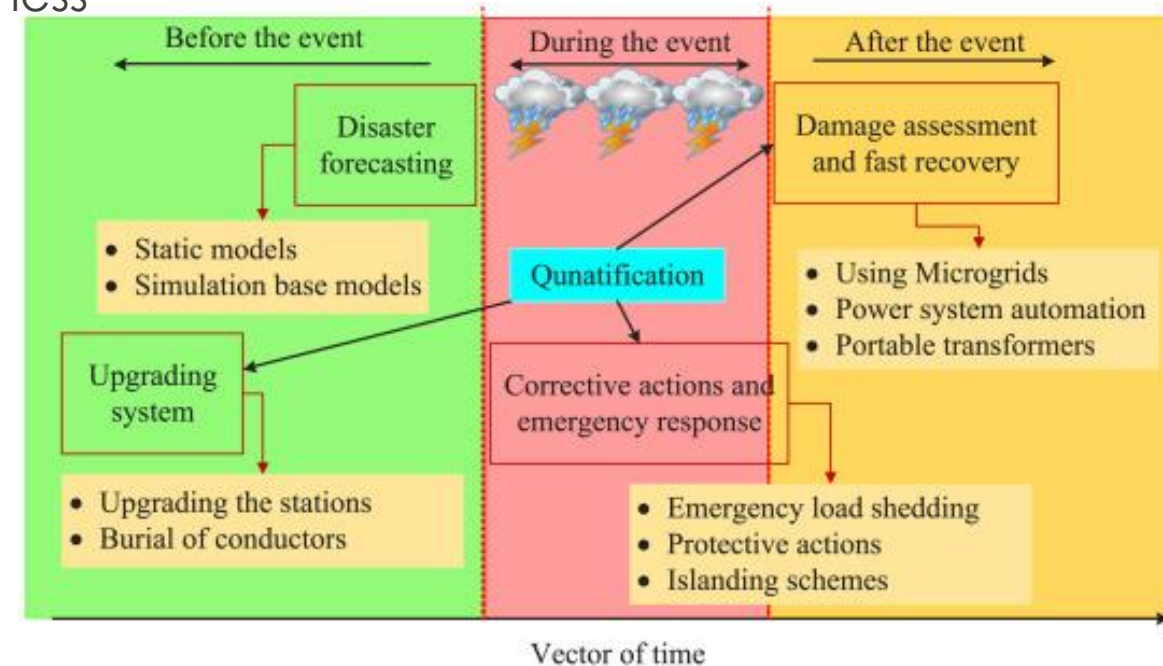 Before the event
During the event
After the event
Disaster
forecasting
Damage assessment
and fast recovery
• Static models
• Simulation base models
Qunatification
• Using Microgrids
• Power system automation
• Portable transformers
Upgrading
system
Corrective actions and
emergency response
• Upgrading the stations
• Burial of conductors
• Emergency load shedding
• Protective actions
• Islanding schemes
Vector of time